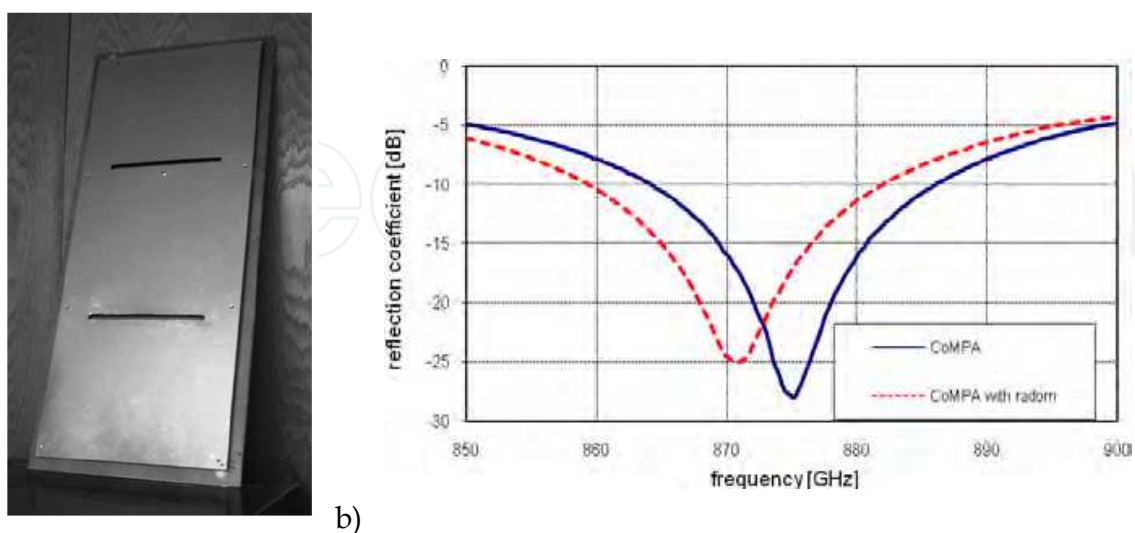 0
-5
-10
-15
-20
-25
-30
reflection coefficient [dB]
CoMPA
CoMPA with radom
850 860 870 880 890 900
frequency [GHz]
b)